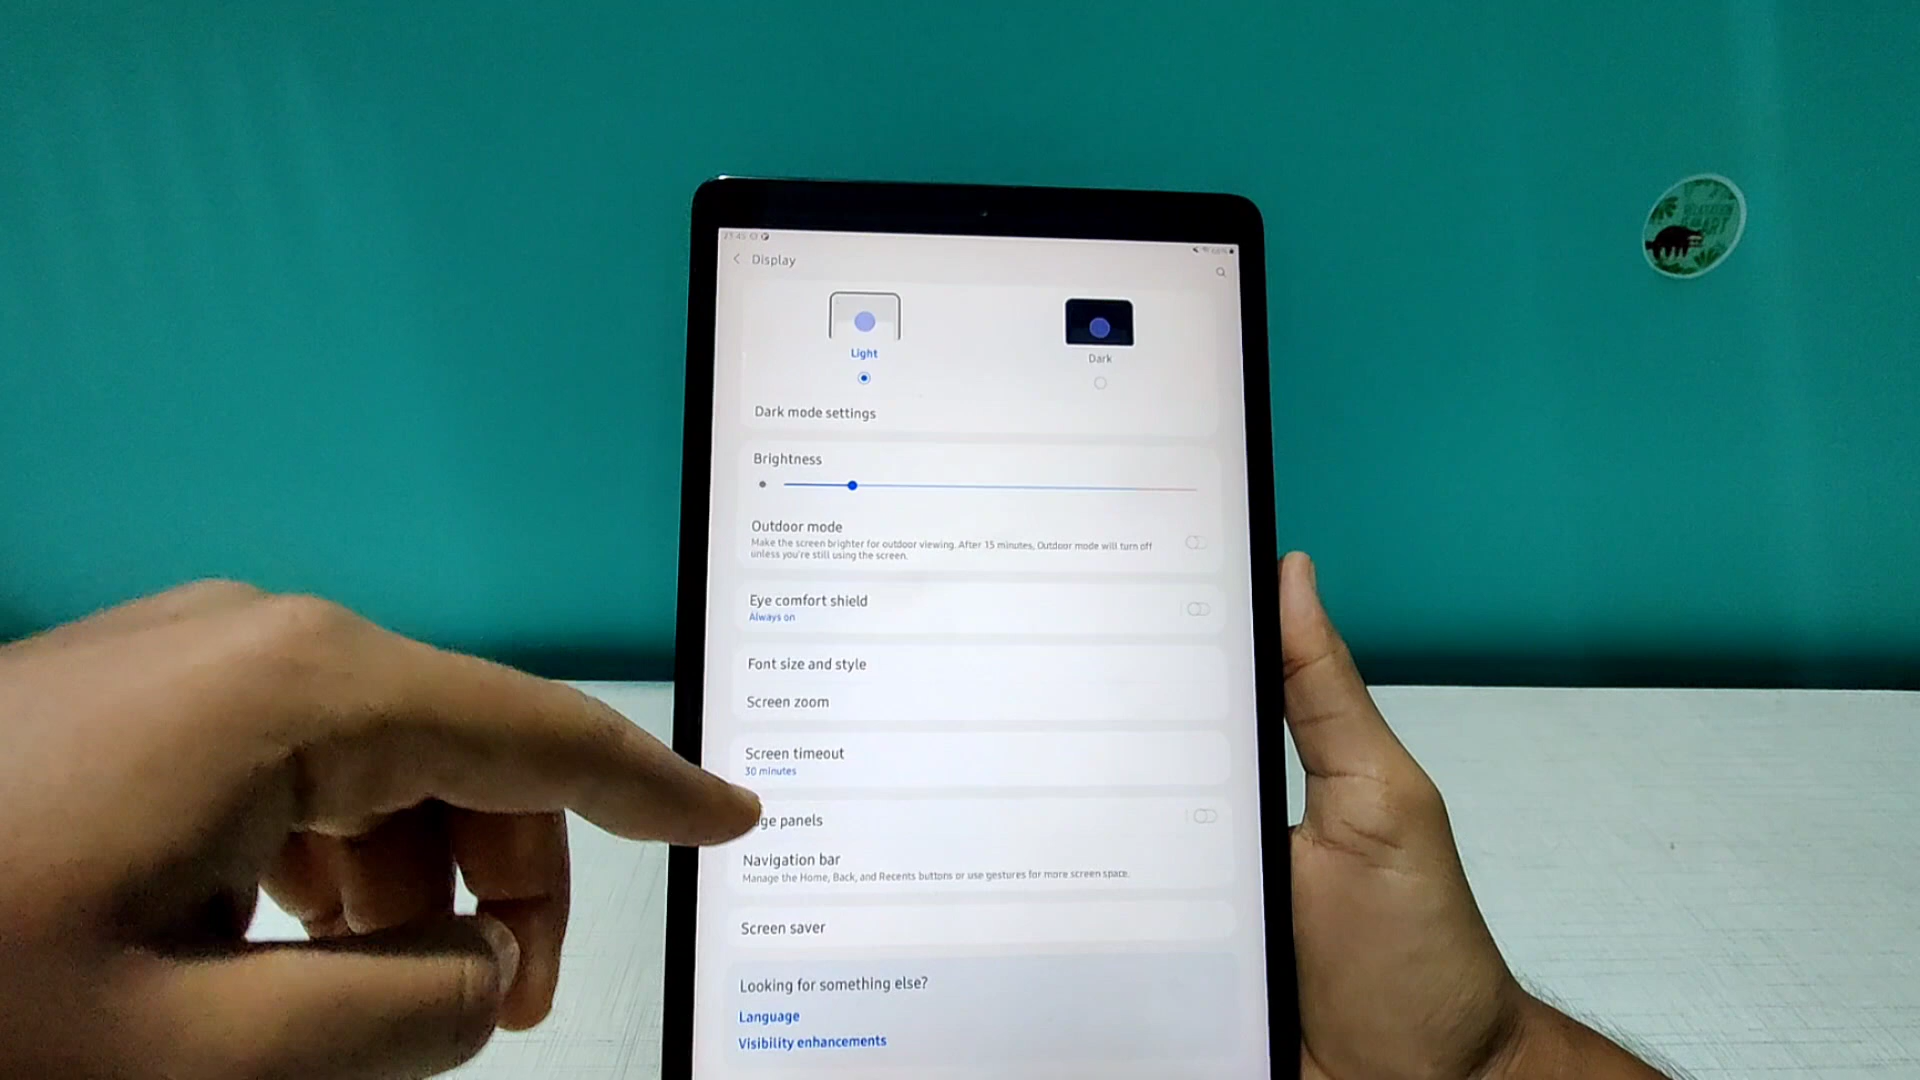 Display
Light
Dark
Dark mode settings
Brightness
Outdoor mode
Make the screen brighter for outdoor viewing. After 15 minutes, Outdoor mode will turn off
unless you're still using the screen.
Eye comfort shield
Always on
Font size and style
Screen zoom
Screen timeout
30 minutes
ge panels
Navigation bar
Manage the Home, Back, and Recents buttons or use gestures for more screen space.
Screen saver
Looking for something else?
Language
Visibility enhancements